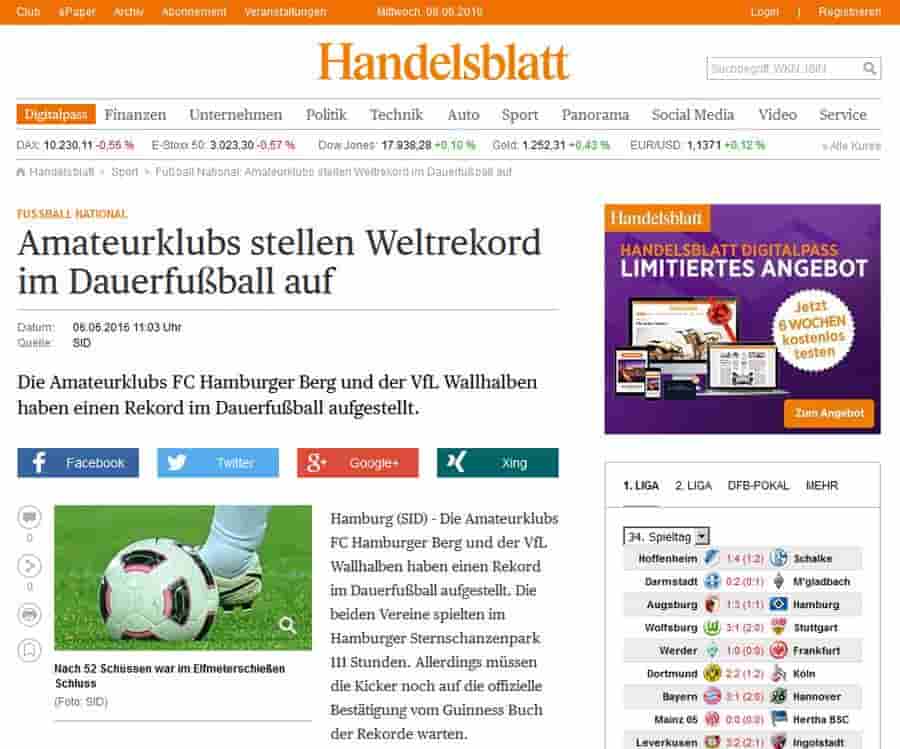 Club ePaper Archiv Abonnement Veranstaltungen Mittwoch, 08.06.2016 Login | Registrieren
Handelsblatt
Suchbegriff, WKN, ISIN
Digitalpass Finanzen Unternehmen Politik Technik Auto Sport Panorama Social Media Video Service
DAX: 10.230,11 -0,55 % E-Stoxx 50: 3.023,30 -0,57 % Dow Jones: 17.938,28 +0,10 % Gold: 1.252,31 +0,43 % EUR/USD: 1,1371 +0,12 % » Alle Kurse
Handelsblatt > Sport > Fußball National: Amateurklubs stellen Weltrekord im Dauerfußball auf
FUSSBALL NATIONAL
Amateurklubs stellen Weltrekord
im Dauerfußball auf
Datum: 06.06.2016 11:03 Uhr
Quelle: SID
Die Amateurklubs FC Hamburger Berg und der VfL Wallhalben
haben einen Rekord im Dauerfußball aufgestellt.
Facebook Twitter Google+ Xing
0
0
Nach 52 Schüssen war im Elfmeterschießen
Schluss
(Foto: SID)
Hamburg (SID) - Die Amateurklubs
FC Hamburger Berg und der VfL
Wallhalben haben einen Rekord
im Dauerfußball aufgestellt. Die
beiden Vereine spielten im
Hamburger Sternschanzenpark
111 Stunden. Allerdings müssen
die Kicker noch auf die offizielle
Bestätigung vom Guinness Buch
der Rekorde warten.
Handelsblatt
HANDELSBLATT DIGITALPASS
LIMITIERTES ANGEBOT
Jetzt
6 WOCHEN
kostenlos
testen
Zum Angebot
1. LIGA 2. LIGA DFB-POKAL MEHR
34. Spieltag
Hoffenheim 1:4 (1:2) Schalke
Darmstadt 0:2 (0:1) M'gladbach
Augsburg 1:3 (1:1) Hamburg
Wolfsburg 3:1 (2:0) Stuttgart
Werder 1:0 (0:0) Frankfurt
Dortmund 2:2 (1:2) Köln
Bayern 3:1 (2:0) Hannover
Mainz 05 0:0 (0:0) Hertha BSC
Leverkusen 3:2 (2:1) Ingolstadt